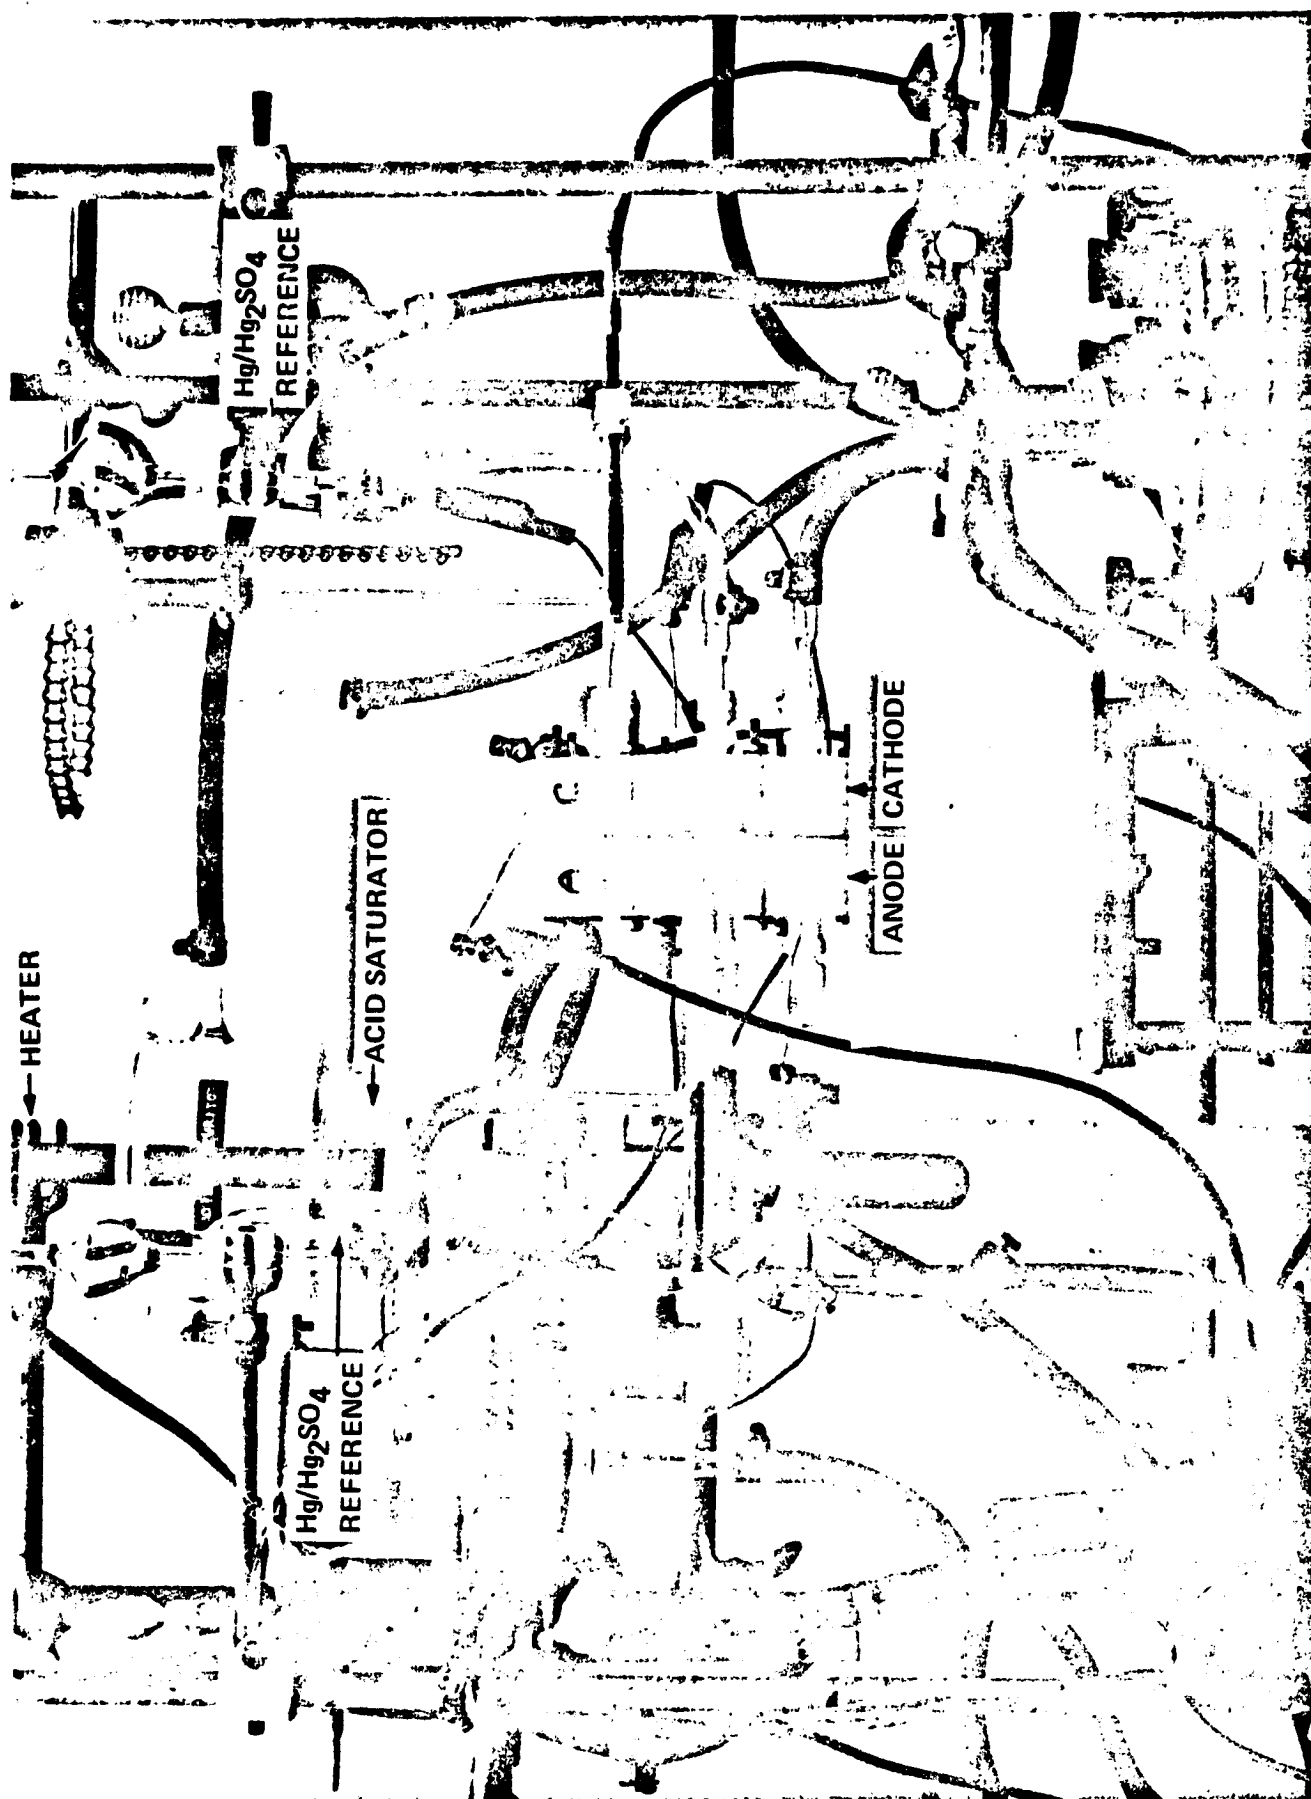 HEATER
Hg/Hg₂SO₄
REFERENCE
Hg/Hg₂SO₄
REFERENCE
ACID SATURATOR
A C
ANODE CATHODE